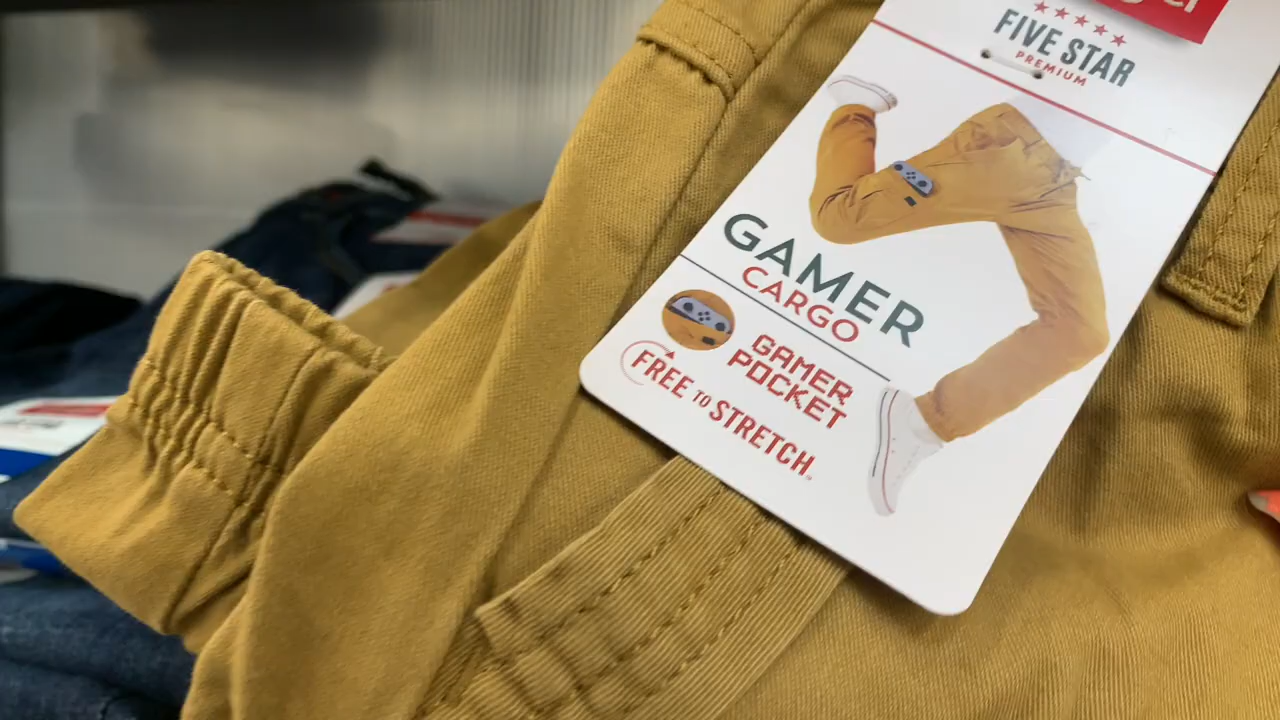 FIVE STAR
PREMIUM
GAMER
CARGO
GAMER
POCKET
FREE TO STRETCH